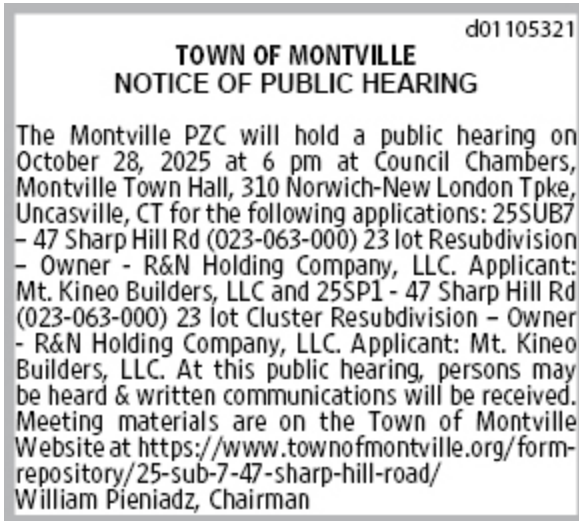 d01105321
TOWN OF MONTVILLE
NOTICE OF PUBLIC HEARING
The Montville PZC will hold a public hearing on
October 28, 2025 at 6 pm at Council Chambers,
Montville Town Hall, 310 Norwich-New London Tpke,
Uncasville, CT for the following applications: 25SUB7
– 47 Sharp Hill Rd (023-063-000) 23 lot Resubdivision
– Owner - R&N Holding Company, LLC. Applicant:
Mt. Kineo Builders, LLC and 25SP1 - 47 Sharp Hill Rd
(023-063-000) 23 lot Cluster Resubdivision – Owner
- R&N Holding Company, LLC. Applicant: Mt. Kineo
Builders, LLC. At this public hearing, persons may
be heard & written communications will be received.
Meeting materials are on the Town of Montville
Website at https://www.townofmontville.org/form-
repository/25-sub-7-47-sharp-hill-road/
William Pieniadz, Chairman